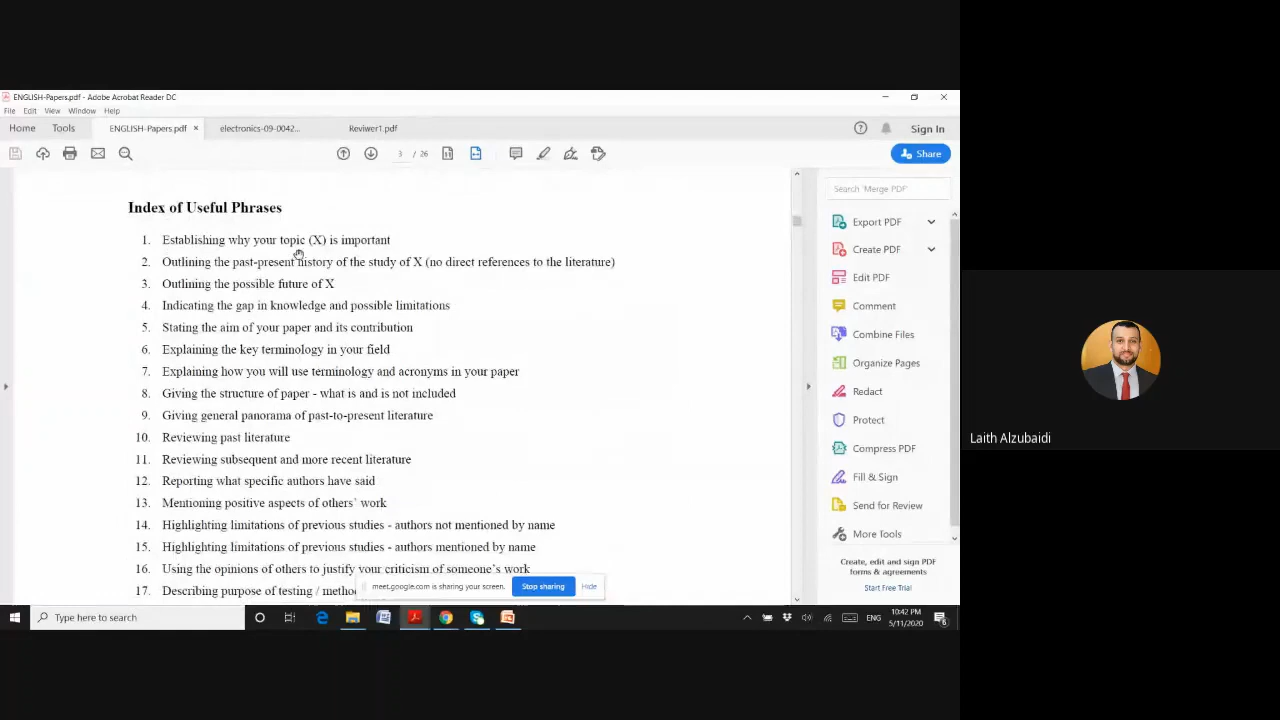 ENGLISH-Papers.pdf - Adobe Acrobat Reader DC
File Edit View Window Help
Home Tools ENGLISH-Papers.pdf × electronics-09-0042... Reviwer1.pdf Sign In
3 / 26 Share
Index of Useful Phrases
1. Establishing why your topic (X) is important
2. Outlining the past-present history of the study of X (no direct references to the literature)
3. Outlining the possible future of X
4. Indicating the gap in knowledge and possible limitations
5. Stating the aim of your paper and its contribution
6. Explaining the key terminology in your field
7. Explaining how you will use terminology and acronyms in your paper
8. Giving the structure of paper - what is and is not included
9. Giving general panorama of past-to-present literature
10. Reviewing past literature
11. Reviewing subsequent and more recent literature
12. Reporting what specific authors have said
13. Mentioning positive aspects of others' work
14. Highlighting limitations of previous studies - authors not mentioned by name
15. Highlighting limitations of previous studies - authors mentioned by name
16. Using the opinions of others to justify your criticism of someone's work
17. Describing purpose of testing /
meet.google.com is sharing your screen. Stop sharing Hide
Search 'Merge PDF'
Export PDF
Create PDF
Edit PDF
Comment
Combine Files
Organize Pages
Redact
Protect
Compress PDF
Fill & Sign
Send for Review
More Tools
Create, edit and sign PDF
forms & agreements
Start Free Trial
Type here to search
ENG
10:42 PM
5/11/2020
Laith Alzubaidi